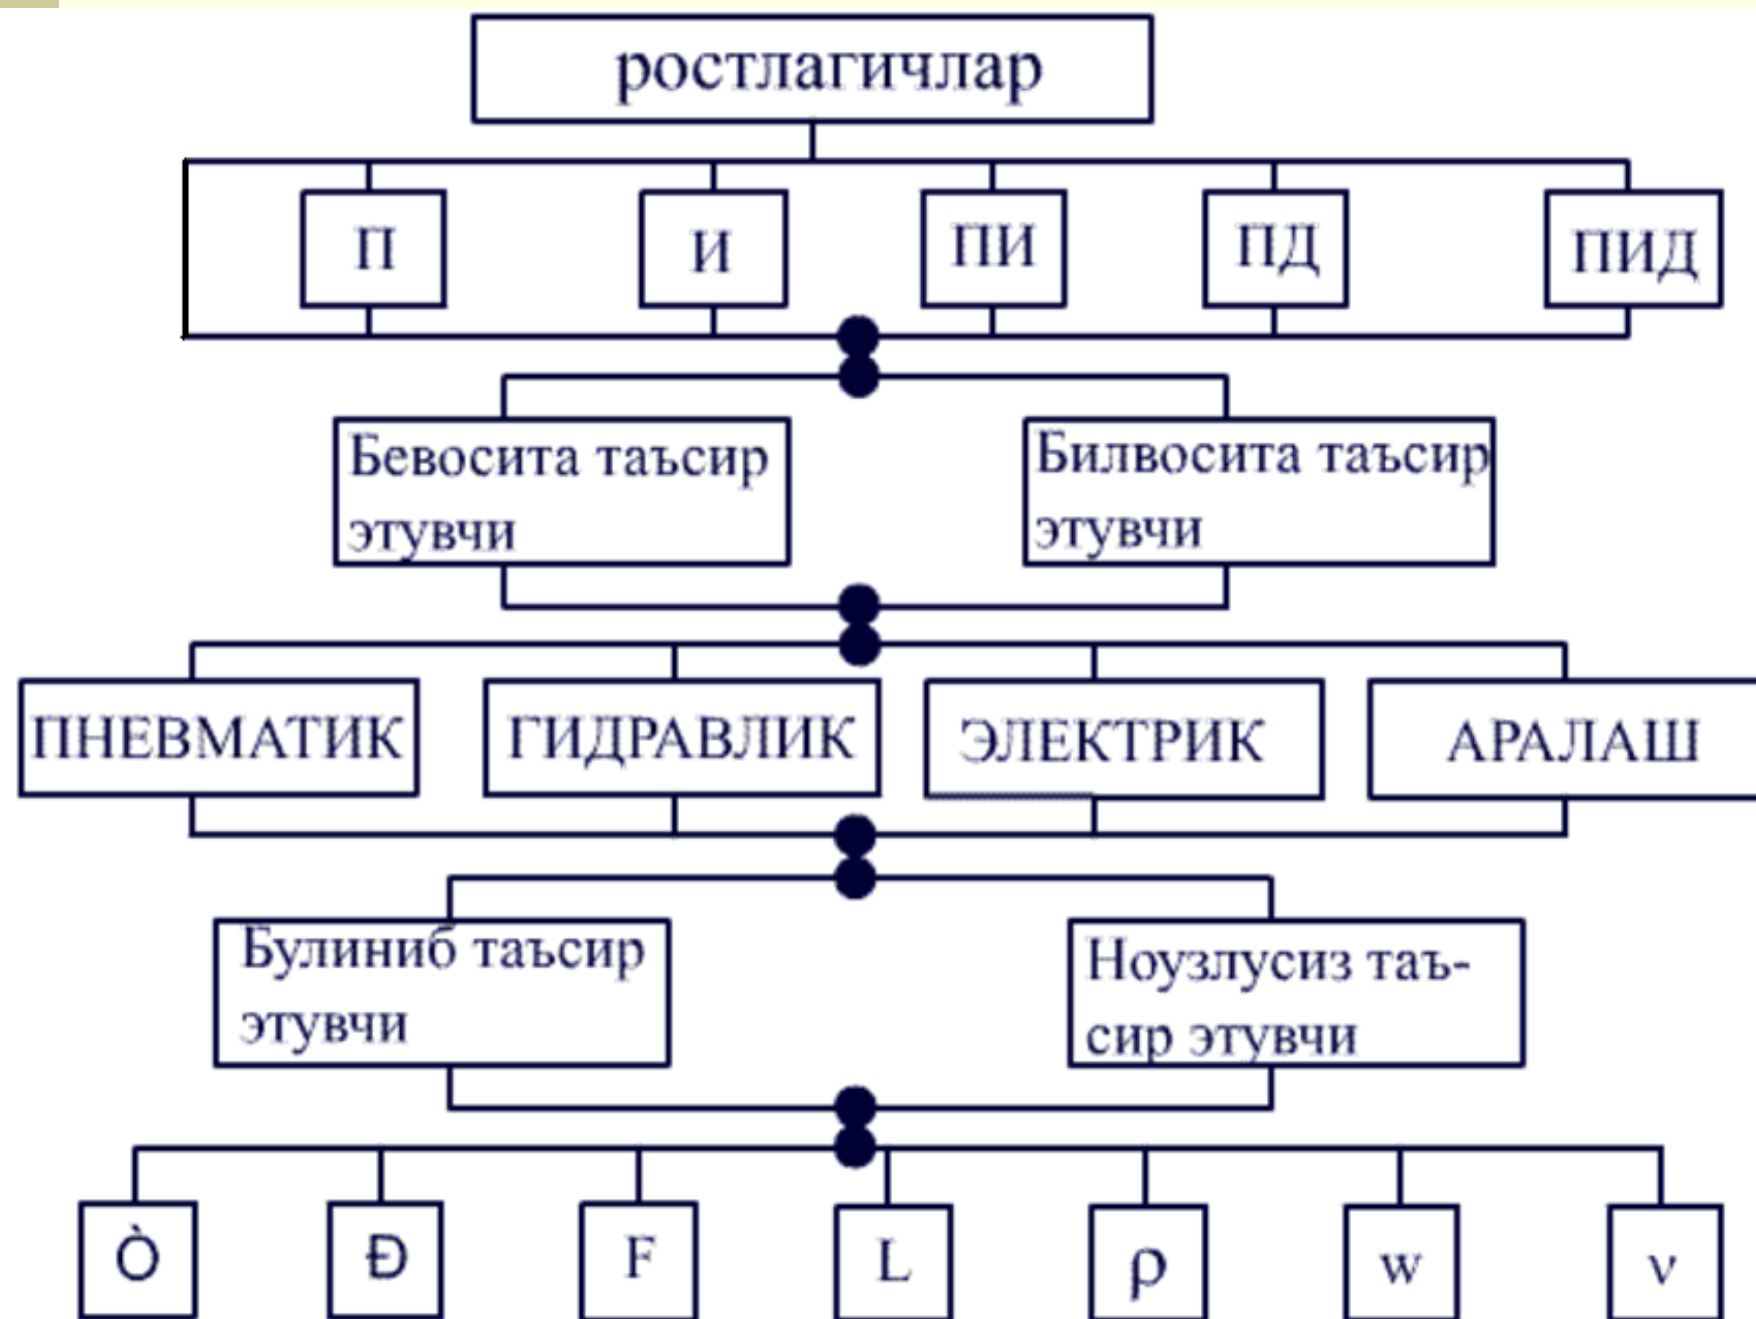 ростлагичлар
П И ПИ ПД ПИД
Бевосита таъсир
этувчи
Билвосита таъсир
этувчи
ПНЕВМАТИК ГИДРАВЛИК ЭЛЕКТРИК АРАЛАШ
Булиниб таъсир
этувчи
Ноузлусиз таъ-
сир этувчи
Ò Ð F L ρ w ν